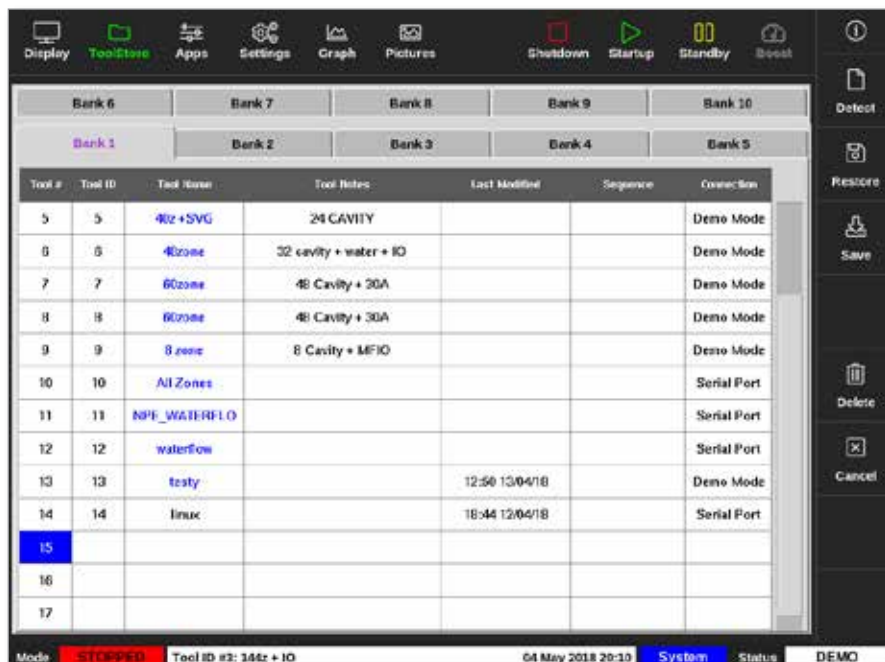 Display ToolStore Apps Settings Graph Pictures Shutdown Startup Standby Boost
Detect
Restore
Save
Delete
Cancel
Bank 6 Bank 7 Bank 8 Bank 9 Bank 10
Bank 1 Bank 2 Bank 3 Bank 4 Bank 5
Tool # Tool ID Tool Name Tool Notes Last Modified Sequence Connection
5 5 40z +SVG 24 CAVITY Demo Mode
6 6 40zone 32 cavity + water + IO Demo Mode
7 7 60zone 48 Cavity + 30A Demo Mode
8 8 60zone 48 Cavity + 30A Demo Mode
9 9 8 zone 8 Cavity + MFIO Demo Mode
10 10 All Zones Serial Port
11 11 NPE_WATERFLO Serial Port
12 12 waterflow Serial Port
13 13 testy 12:50 13/04/18 Demo Mode
14 14 linux 18:44 12/04/18 Serial Port
15
16
17
Mode STOPPED Tool ID #3: 144z + IO 04 May 2018 20:10 System Status DEMO